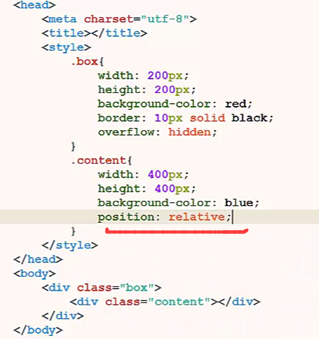 <head>
<meta charset="utf-8">
<title></title>
<style>
.box{
width: 200px;
height: 200px;
background-color: red;
border: 10px solid black;
overflow: hidden;
}
.content{
width: 400px;
height: 400px;
background-color: blue;
position: relative;
}
</style>
</head>
<body>
<div class="box">
<div class="content"></div>
</div>
</body>